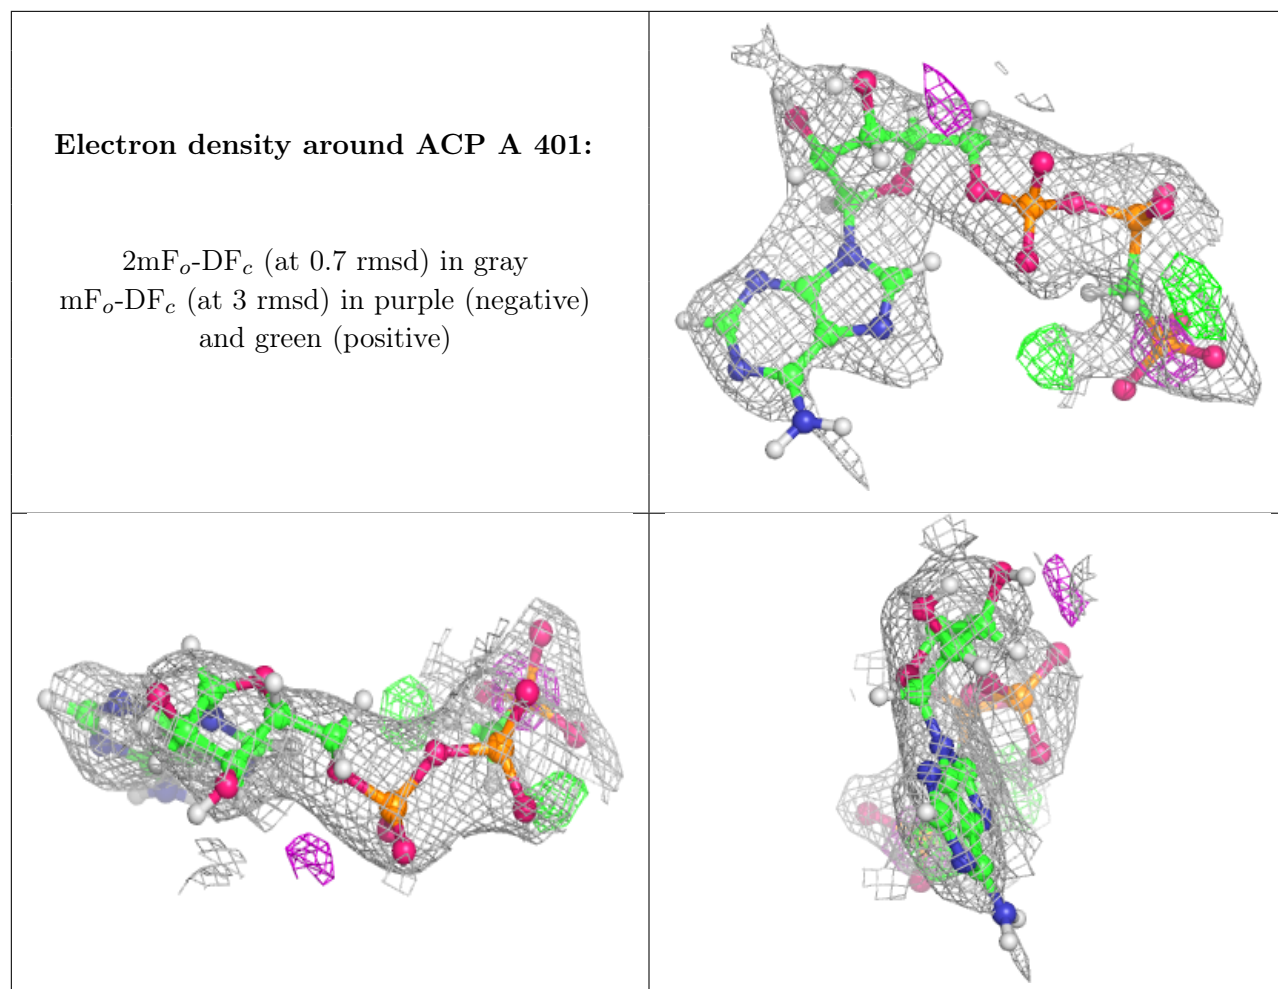 Electron density around ACP A 401:
2mFo-DFc (at 0.7 rmsd) in gray
mFo-DFc (at 3 rmsd) in purple (negative)
and green (positive)